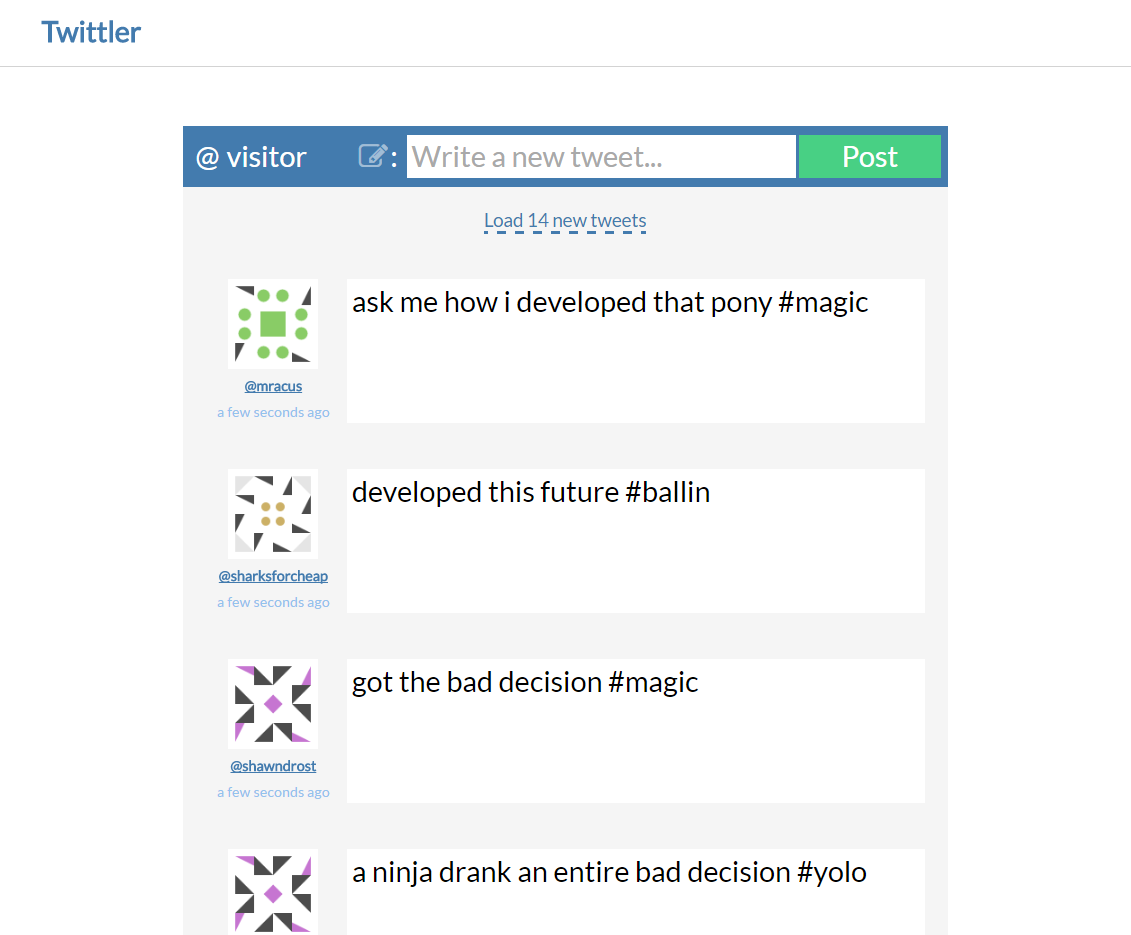 Twittler
@ visitor : Write a new tweet... Post
Load 14 new tweets
ask me how i developed that pony #magic
@mracus
a few seconds ago
developed this future #ballin
@sharksforcheap
a few seconds ago
got the bad decision #magic
@shawndrost
a few seconds ago
a ninja drank an entire bad decision #yolo